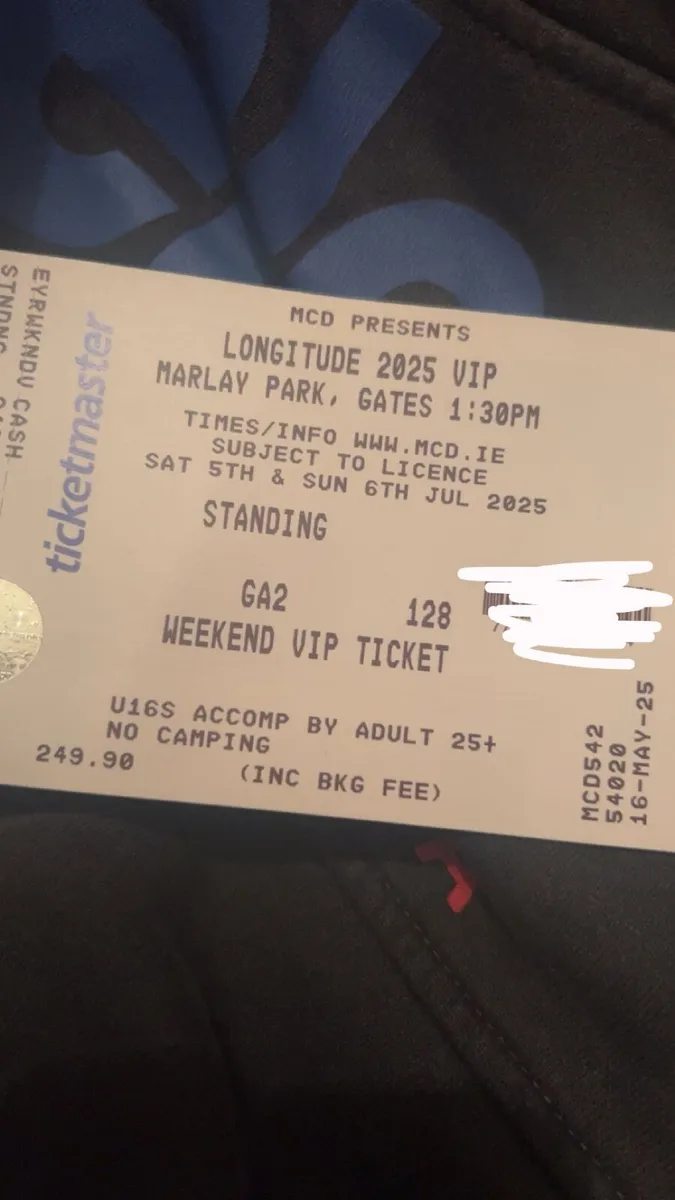 MCD PRESENTS
LONGITUDE 2025 VIP
MARLAY PARK, GATES 1:30PM
TIMES/INFO WWW.MCD.IE
SUBJECT TO LICENCE
SAT 5TH & SUN 6TH JUL 2025
STANDING
GA2 128
WEEKEND VIP TICKET
U16S ACCOMP BY ADULT 25+
NO CAMPING
249.90 (INC BKG FEE)
ticketmaster
EYRWKNDV CASH
STNDNG
MCD542
54020
16-MAY-25